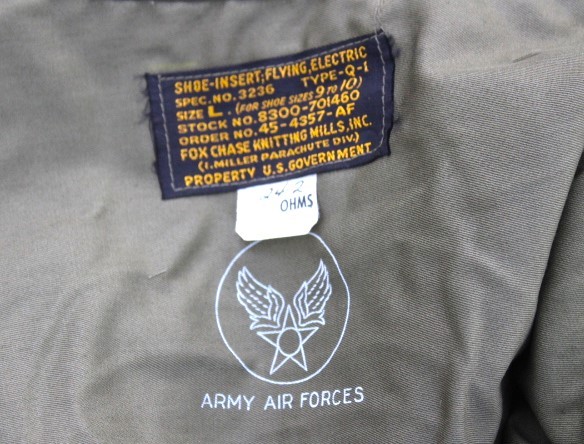 SHOE-INSERT; FLYING, ELECTRIC
SPEC. NO. 3236 TYPE-Q-1
SIZE L. (FOR SHOE SIZES 9 TO 10)
STOCK NO. 8300-701460
ORDER NO. 45-4357-AF
FOX CHASE KNITTING MILLS, INC.
(I. MILLER PARACHUTE DIV.)
PROPERTY U.S. GOVERNMENT
OHMS
ARMY AIR FORCES